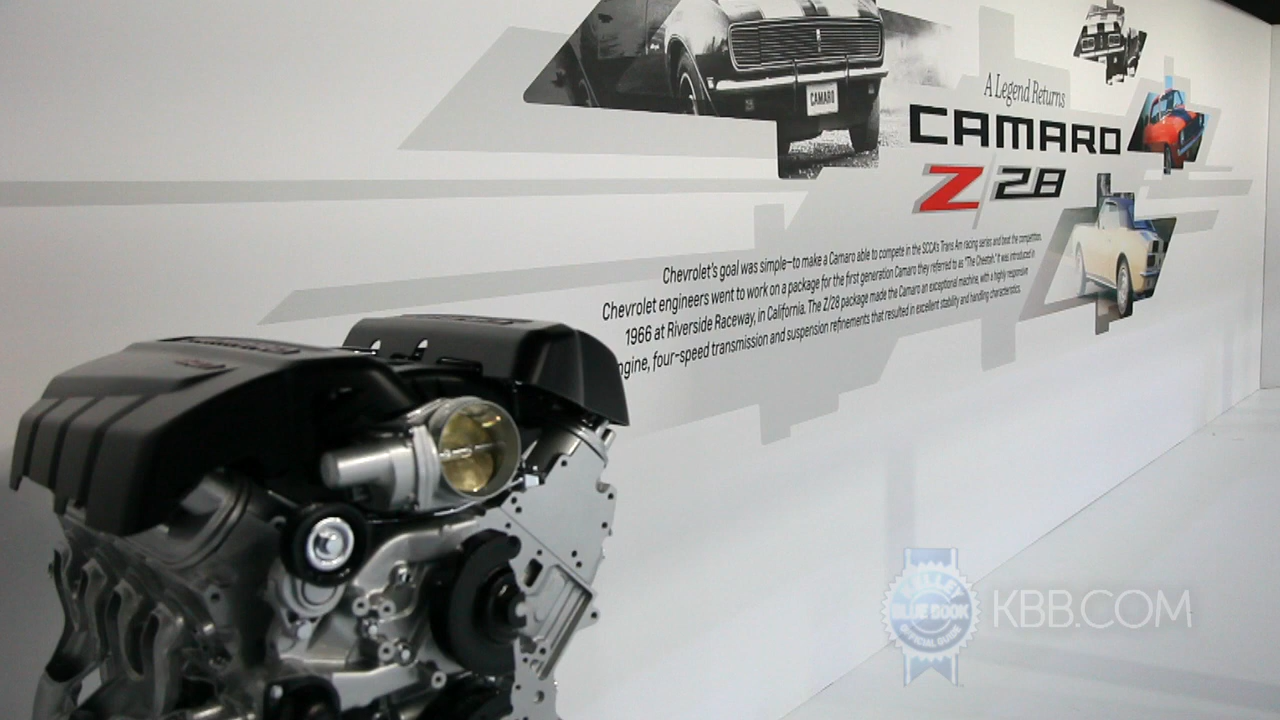 CAMARO
A Legend Returns
CAMARO
Z/28
Chevrolet's goal was simple–to make a Camaro able to compete in the SCCA's Trans Am racing series and beat the competition.
Chevrolet engineers went to work on a package for the first generation Camaro they referred to as "The Cheetah." It was introduced in
1966 at Riverside Raceway, in California. The Z/28 package made the Camaro an exceptional machine, with a highly responsive
ngine, four-speed transmission and suspension refinements that resulted in excellent stability and handling characteristics.
KELLEY
BLUE BOOK
OFFICIAL GUIDE
KBB.COM